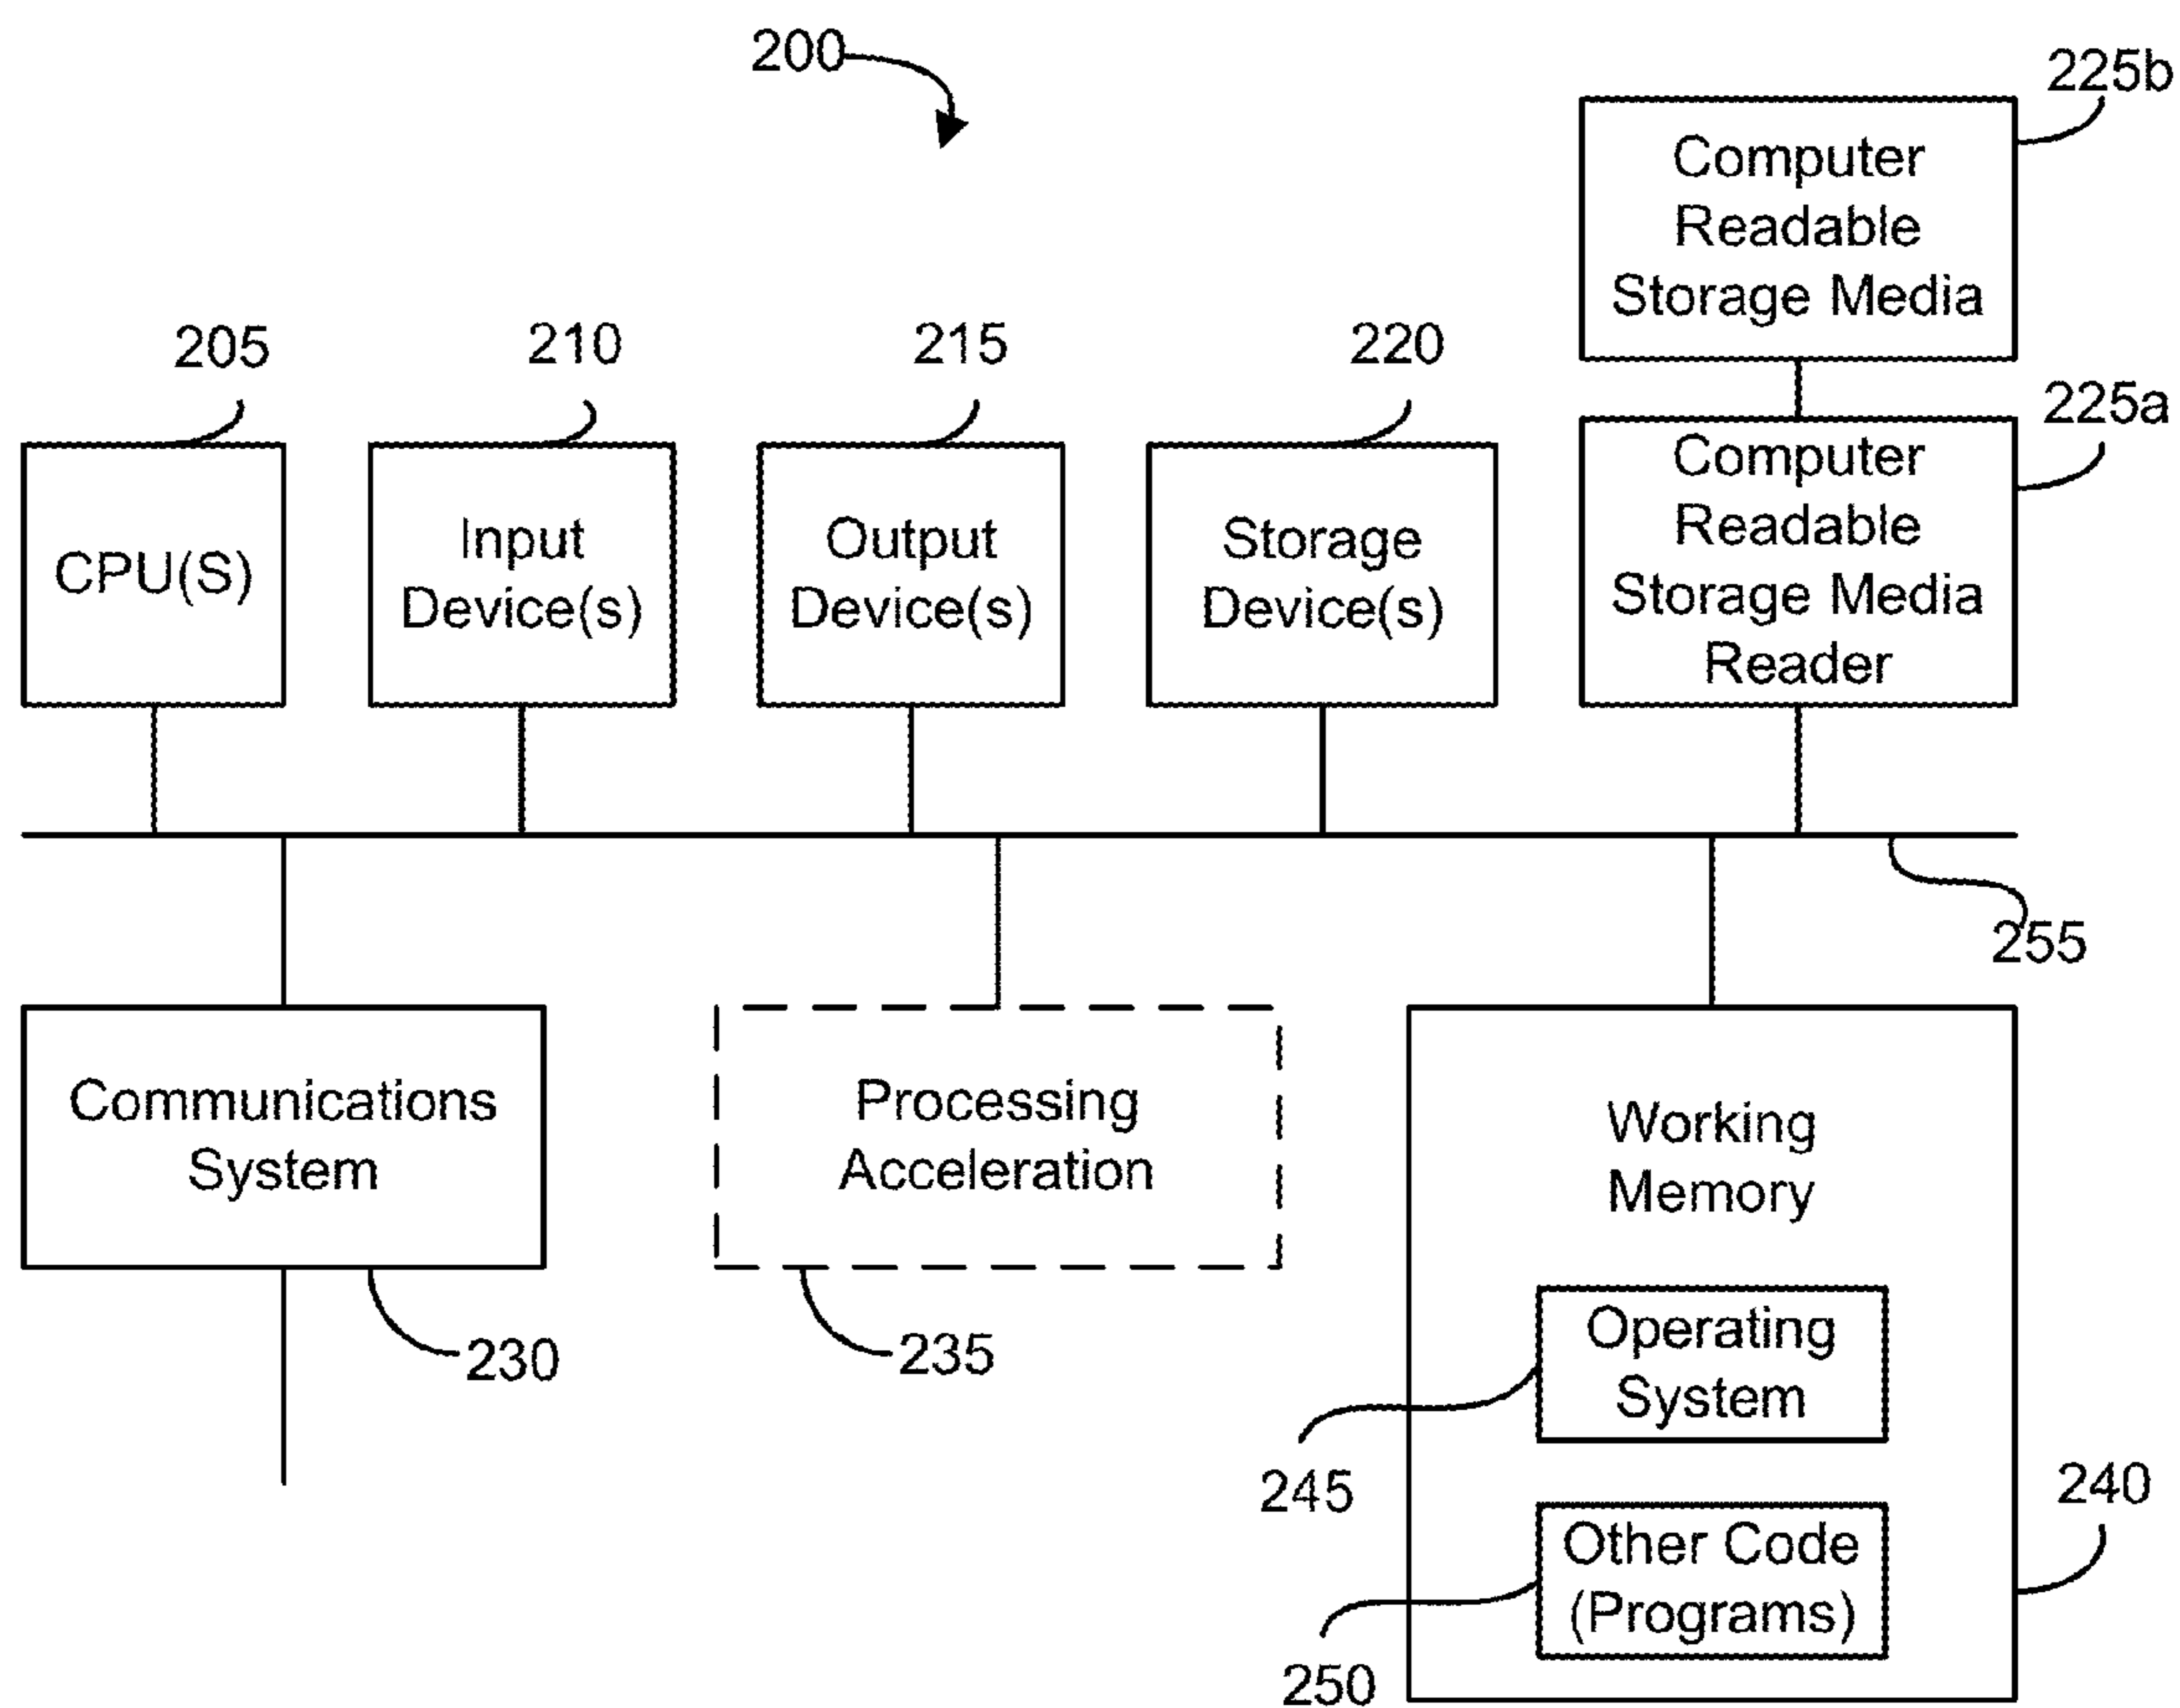 200
225b
Computer
Readable
Storage Media
205
210
215
220
225a
CPU(S)
Input
Device(s)
Output
Device(s)
Storage
Device(s)
Computer
Readable
Storage Media
Reader
255
Communications
System
230
Processing
Acceleration
235
Working
Memory
Operating
System
245
240
Other Code
(Programs)
250